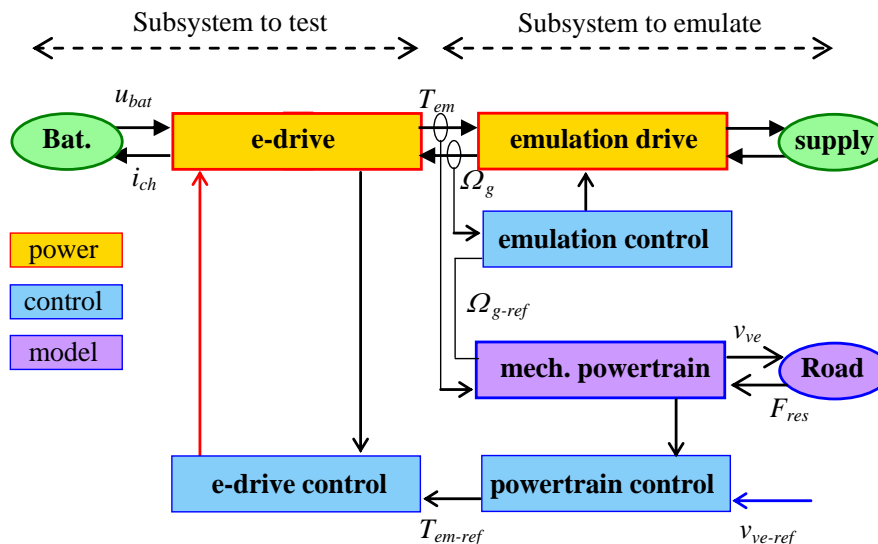 Subsystem to test
Subsystem to emulate
u_bat
T_em
Bat.
e-drive
emulation drive
supply
i_ch
Ω_g
power
emulation control
control
Ω_g-ref
model
v_ve
mech. powertrain
Road
F_res
e-drive control
powertrain control
T_em-ref
v_ve-ref